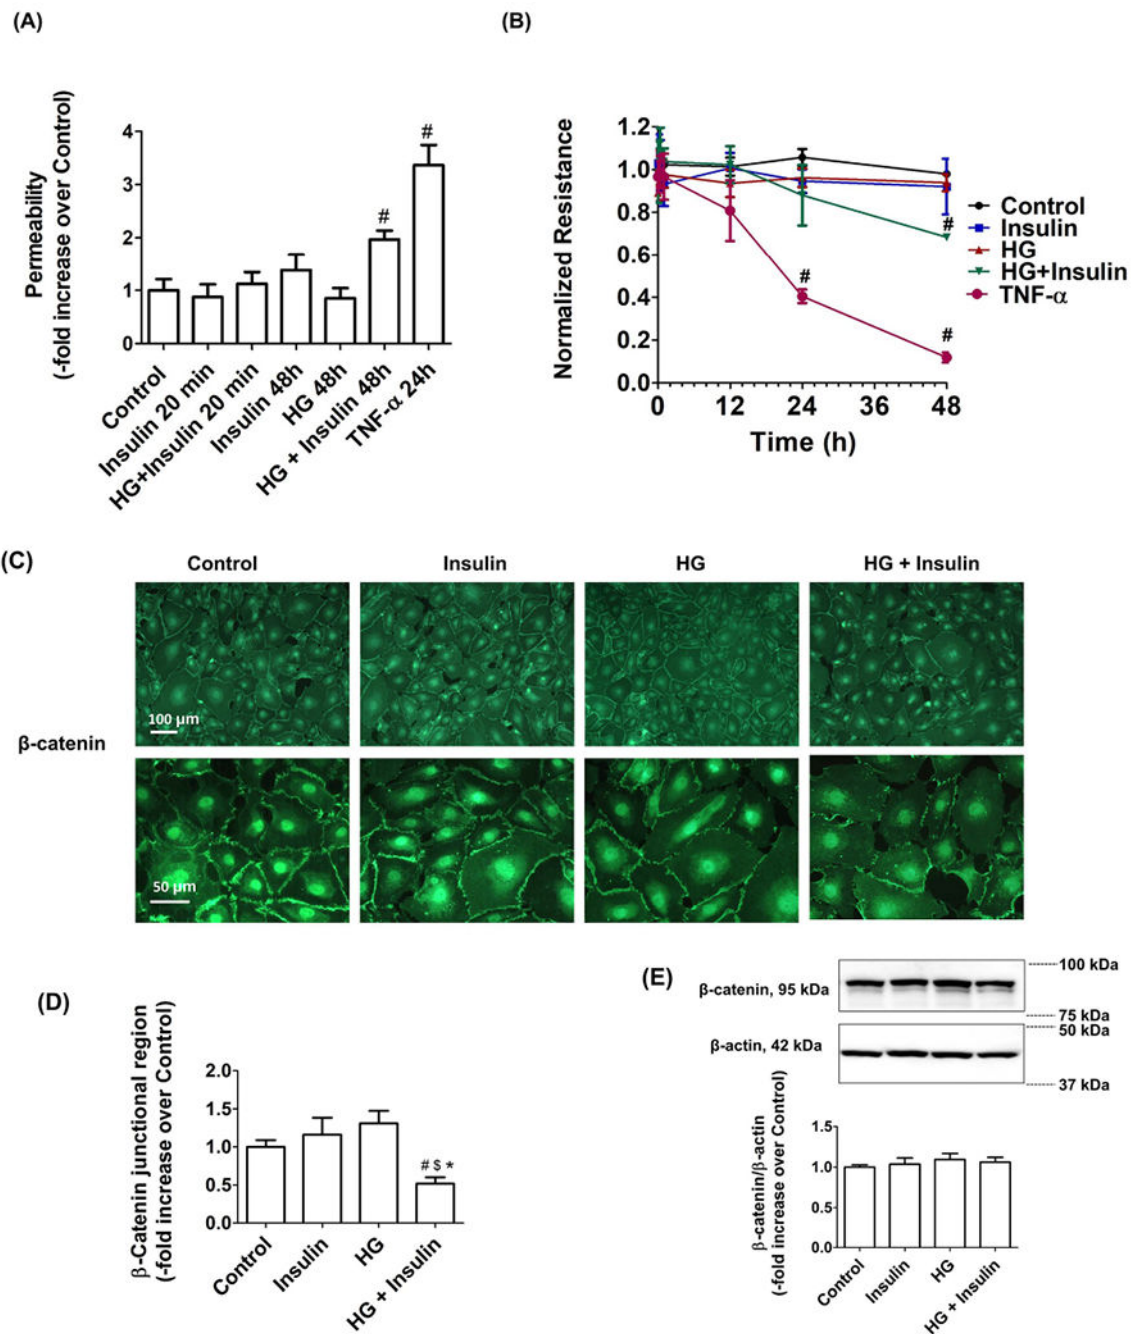 (A)
Permeability
(-fold increase over Control)
4
3
2
1
0
#
#
Control
Insulin 20 min
HG+Insulin 20 min
Insulin 48h
HG 48h
HG + Insulin 48h
TNF-α 24h
(B)
Normalized Resistance
1.2
1.0
0.8
0.6
0.4
0.2
0.0
0
12
24
36
48
Time (h)
#
#
#
Control
Insulin
HG
HG+Insulin
TNF-α
(C)
Control
Insulin
HG
HG + Insulin
β-catenin
100 µm
50 µm
(D)
β-Catenin junctional region
(-fold increase over Control)
2.0
1.5
1.0
0.5
0.0
# $ *
Control
Insulin
HG
HG + Insulin
(E)
β-catenin, 95 kDa
100 kDa
75 kDa
β-actin, 42 kDa
50 kDa
37 kDa
β-catenin/β-actin
(-fold increase over Control)
1.5
1.0
0.5
0.0
Control
Insulin
HG
HG + Insulin